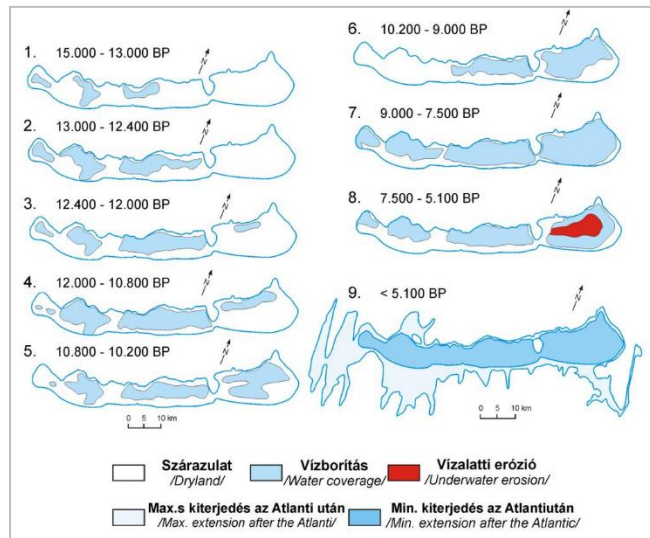 1. 15.000 - 13.000 BP
N
2. 13.000 - 12.400 BP
N
3. 12.400 - 12.000 BP
N
4. 12.000 - 10.800 BP
N
5. 10.800 - 10.200 BP
N
0 5 10 km
6. 10.200 - 9.000 BP
N
7. 9.000 - 7.500 BP
N
8. 7.500 - 5.100 BP
N
9. < 5.100 BP
N
0 5 10 km
Szárazulat
/Dryland/
Vízborítás
/Water coverage/
Vízalatti erózió
/Underwater erosion/
Max.s kiterjedés az Atlanti után
/Max. extension after the Atlanti/
Min. kiterjedés az Atlantiután
/Min. extension after the Atlantic/